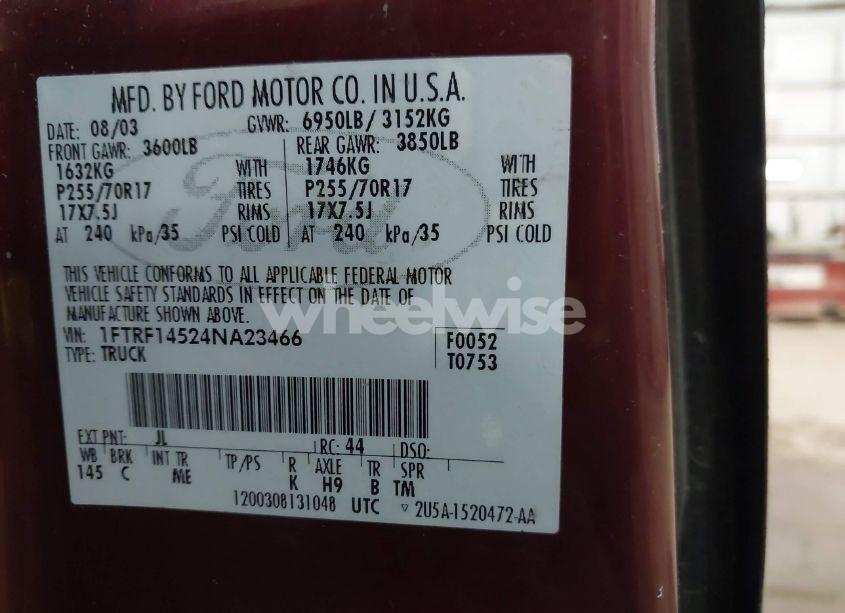 MFD. BY FORD MOTOR CO. IN U.S.A.
DATE: 08/03 GVWR: 6950LB/ 3152KG
FRONT GAWR: 3600LB REAR GAWR: 3850LB
1632KG WITH 1746KG WITH
P255/70R17 TIRES P255/70R17 TIRES
17X7.5J RIMS 17X7.5J RIMS
AT 240 kPa/35 PSI COLD AT 240 kPa/35 PSI COLD
Ford
THIS VEHICLE CONFORMS TO ALL APPLICABLE FEDERAL MOTOR
VEHICLE SAFETY STANDARDS IN EFFECT ON THE DATE OF
MANUFACTURE SHOWN ABOVE.
wheelwise
VIN: 1FTRF14524NA23466 F0052
TYPE: TRUCK T0753
EXT PNT: JL RC: 44 DSO:
WB BRK INT TR TP/PS R AXLE TR SPR
145 C ME K H9 B TM
1200308131048 UTC ▽ 2U5A-1520472-AA